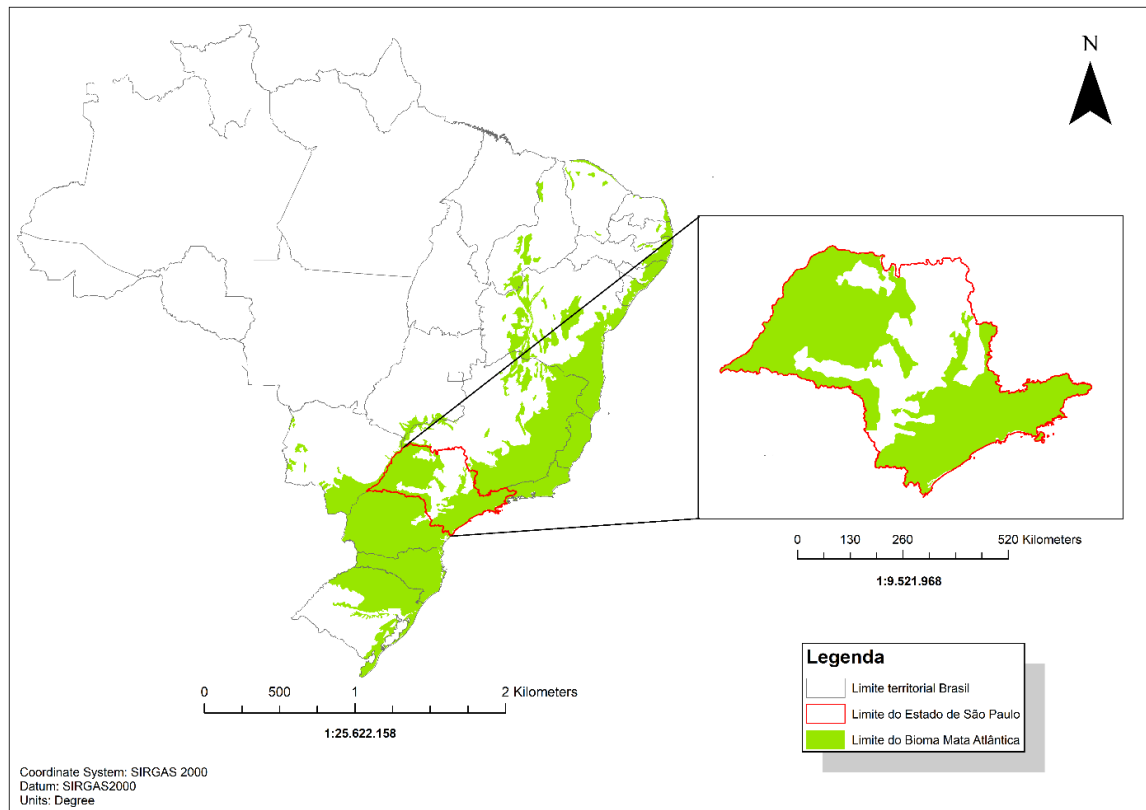 N
0 130 260 520 Kilometers
1:9.521.968
Legenda
Limite territorial Brasil
Limite do Estado de São Paulo
Limite do Bioma Mata Atlântica
0 500 1 2 Kilometers
1:25.622.158
Coordinate System: SIRGAS 2000
Datum: SIRGAS2000
Units: Degree